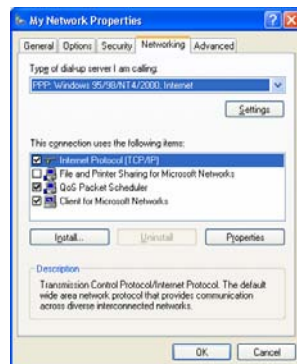 My Network Properties
General Options Security Networking Advanced
Type of dial-up server I am calling:
PPP: Windows 95/98/NT4/2000, Internet
Settings
This connection uses the following items:
Internet Protocol (TCP/IP)
File and Printer Sharing for Microsoft Networks
QoS Packet Scheduler
Client for Microsoft Networks
Install... Uninstall Properties
Description
Transmission Control Protocol/Internet Protocol. The default
wide area network protocol that provides communication
across diverse interconnected networks.
OK Cancel